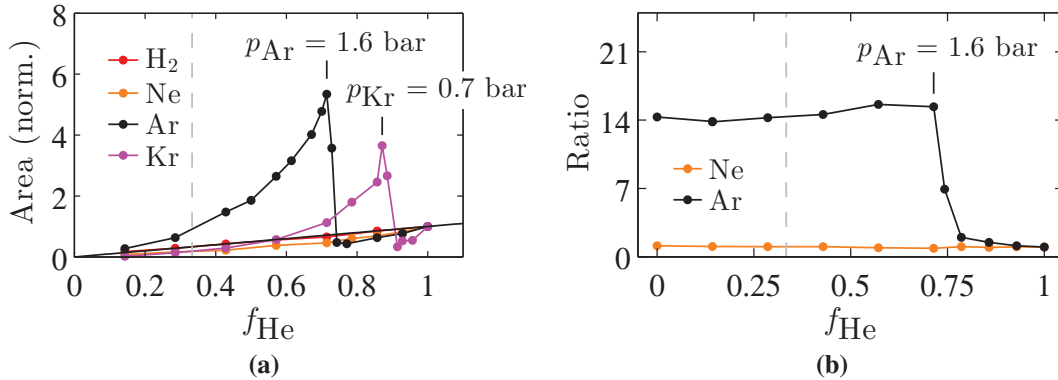 8
6
4
2
0
Area (norm.)
H₂
Ne
Ar
Kr
p_Ar = 1.6 bar
p_Kr = 0.7 bar
0 0.2 0.4 0.6 0.8 1
f_He
(a)
21
14
7
0
Ratio
p_Ar = 1.6 bar
Ne
Ar
0 0.25 0.5 0.75 1
f_He
(b)